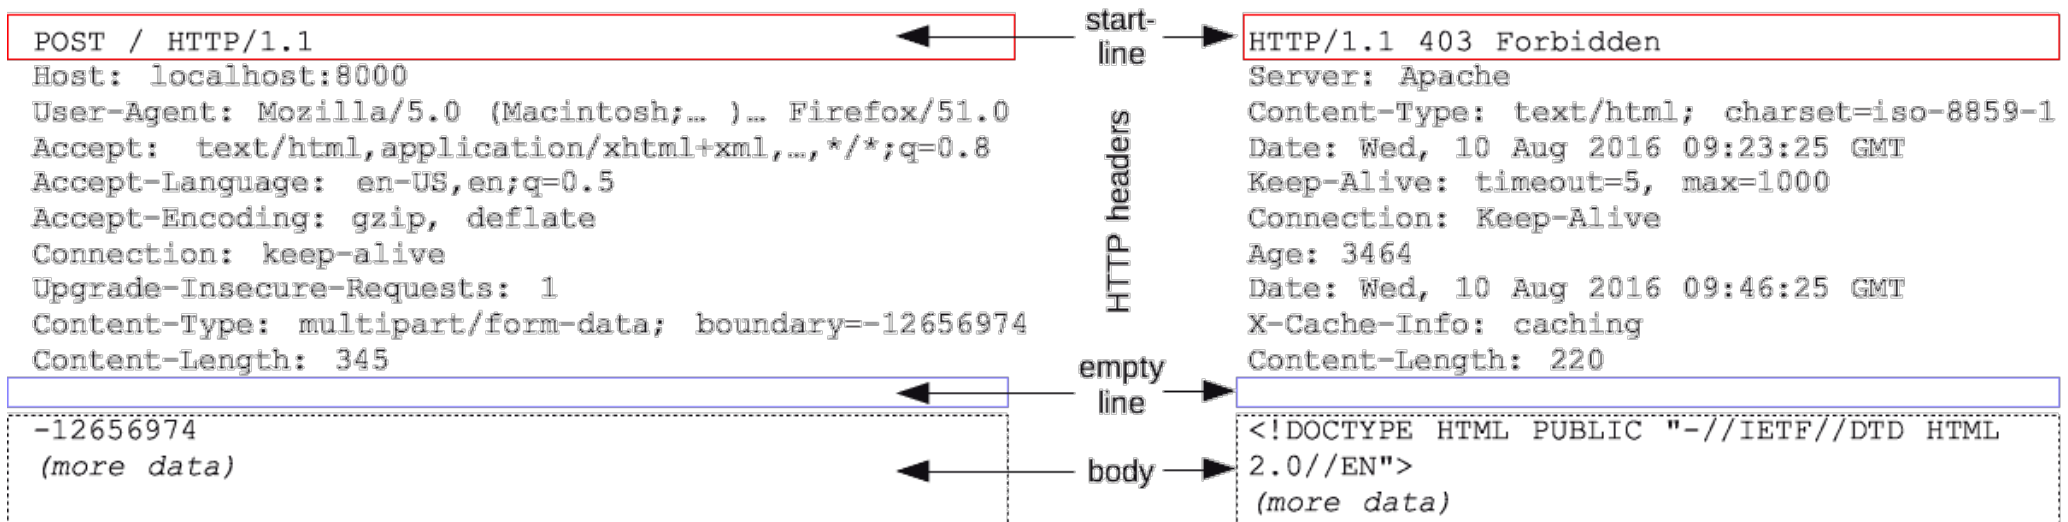 POST / HTTP/1.1
Host: localhost:8000
User-Agent: Mozilla/5.0 (Macintosh;… )… Firefox/51.0
Accept: text/html,application/xhtml+xml,…,*/*;q=0.8
Accept-Language: en-US,en;q=0.5
Accept-Encoding: gzip, deflate
Connection: keep-alive
Upgrade-Insecure-Requests: 1
Content-Type: multipart/form-data; boundary=-12656974
Content-Length: 345
-12656974
(more data)
start-
line
HTTP headers
empty
line
body
HTTP/1.1 403 Forbidden
Server: Apache
Content-Type: text/html; charset=iso-8859-1
Date: Wed, 10 Aug 2016 09:23:25 GMT
Keep-Alive: timeout=5, max=1000
Connection: Keep-Alive
Age: 3464
Date: Wed, 10 Aug 2016 09:46:25 GMT
X-Cache-Info: caching
Content-Length: 220
<!DOCTYPE HTML PUBLIC "-//IETF//DTD HTML
2.0//EN">
(more data)